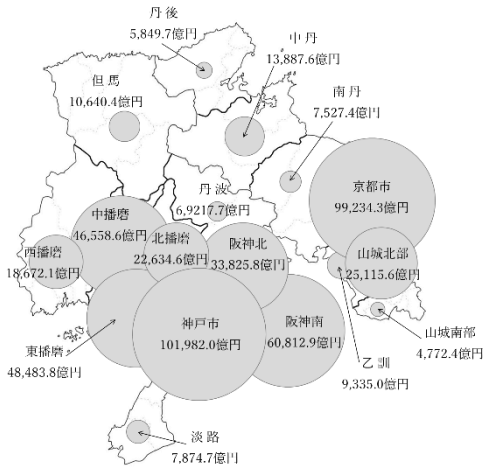 丹後
5,849.7億円
中丹
13,887.6億円
但馬
10,640.4億円
南丹
7,527.4億円
丹波
6,9217.7億円
京都市
99,234.3億円
中播磨
46,558.6億円
北播磨
22,634.6億円
阪神北
33,825.8億円
山城北部
25,115.6億円
西播磨
18,672.1億円
神戸市
101,982.0億円
阪神南
60,812.9億円
山城南部
4,772.4億円
東播磨
48,483.8億円
乙訓
9,335.0億円
淡路
7,874.7億円